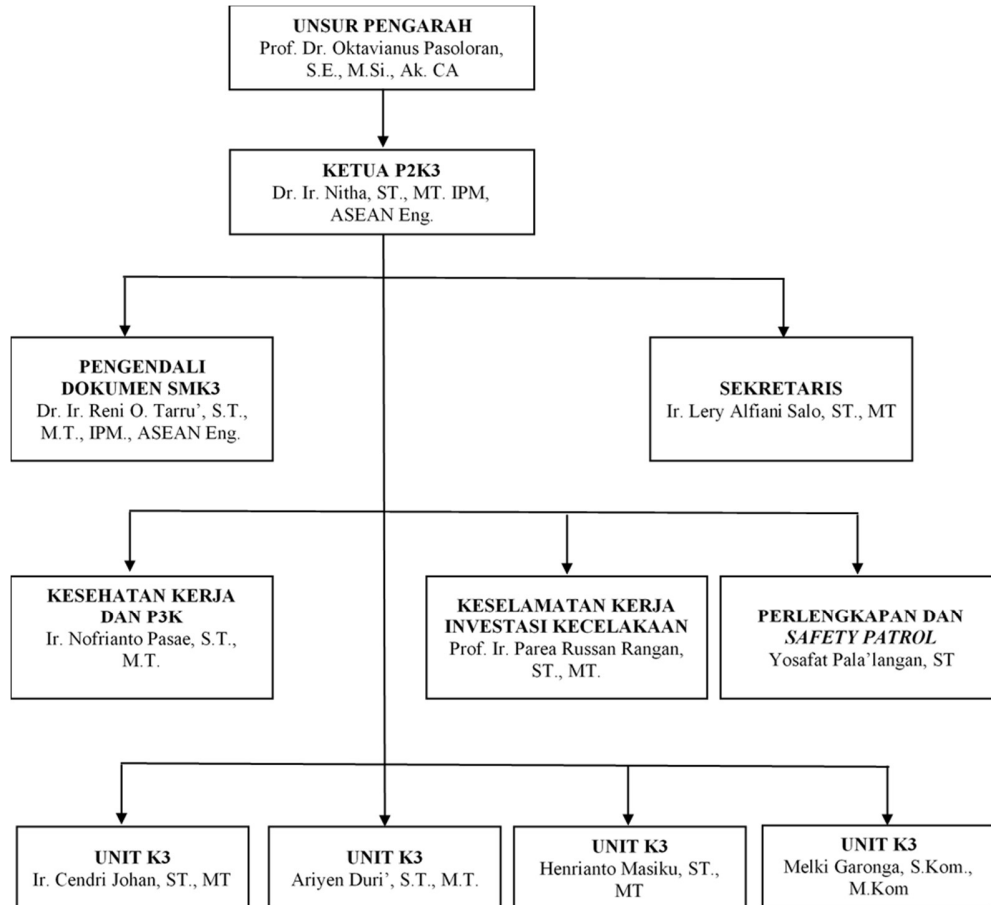 UNSUR PENGARAH
Prof. Dr. Oktavianus Pasoloran,
S.E., M.Si., Ak. CA
KETUA P2K3
Dr. Ir. Nitha, ST., MT. IPM,
ASEAN Eng.
PENGENDALI
DOKUMEN SMK3
Dr. Ir. Reni O. Tarru’, S.T.,
M.T., IPM., ASEAN Eng.
SEKRETARIS
Ir. Lery Alfiani Salo, ST., MT
KESEHATAN KERJA
DAN P3K
Ir. Nofrianto Pasae, S.T.,
M.T.
KESELAMATAN KERJA
INVESTASI KECELAKAAN
Prof. Ir. Parea Russan Rangan,
ST., MT.
PERLENGKAPAN DAN
SAFETY PATROL
Yosafat Pala’langan, ST
UNIT K3
Ir. Cendri Johan, ST., MT
UNIT K3
Ariyen Duri’, S.T., M.T.
UNIT K3
Henrianto Masiku, ST.,
MT
UNIT K3
Melki Garonga, S.Kom.,
M.Kom